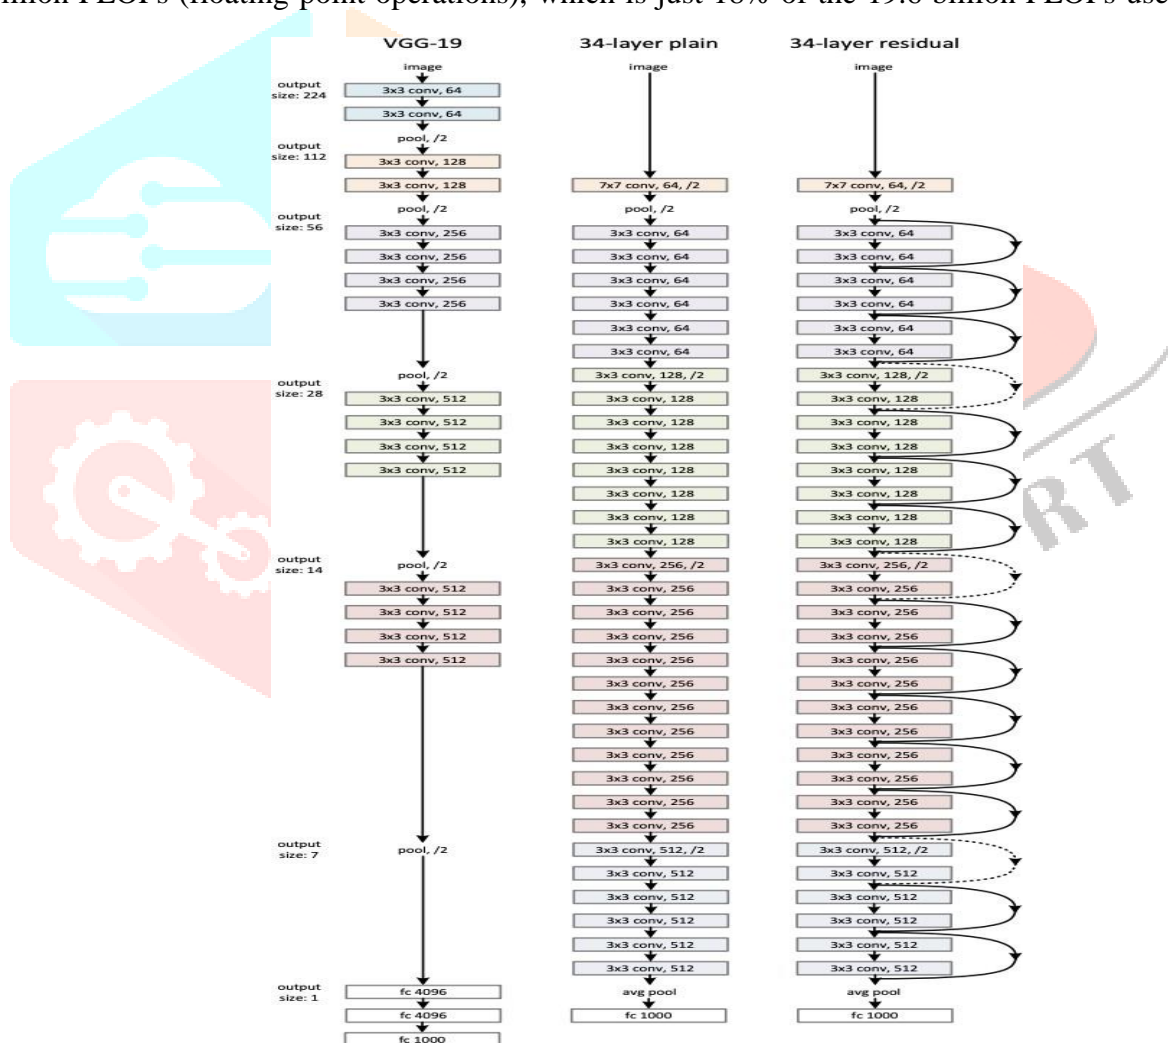 FLOPs (floating point operations), which is just 18% of the 19.6 billion FLOPs use
VGG-19
image
output
size: 224
3x3 conv, 64
3x3 conv, 64
pool, /2
output
size: 112
3x3 conv, 128
3x3 conv, 128
pool, /2
output
size: 56
3x3 conv, 256
3x3 conv, 256
3x3 conv, 256
3x3 conv, 256
pool, /2
output
size: 28
3x3 conv, 512
3x3 conv, 512
3x3 conv, 512
3x3 conv, 512
pool, /2
output
size: 14
3x3 conv, 512
3x3 conv, 512
3x3 conv, 512
3x3 conv, 512
output
size: 7
pool, /2
output
size: 1
fc 4096
fc 4096
fc 1000
34-layer plain
image
7x7 conv, 64, /2
pool, /2
3x3 conv, 64
3x3 conv, 64
3x3 conv, 64
3x3 conv, 64
3x3 conv, 64
3x3 conv, 64
3x3 conv, 128, /2
3x3 conv, 128
3x3 conv, 128
3x3 conv, 128
3x3 conv, 128
3x3 conv, 128
3x3 conv, 128
3x3 conv, 128
3x3 conv, 256, /2
3x3 conv, 256
3x3 conv, 256
3x3 conv, 256
3x3 conv, 256
3x3 conv, 256
3x3 conv, 256
3x3 conv, 256
3x3 conv, 256
3x3 conv, 256
3x3 conv, 256
3x3 conv, 256
3x3 conv, 512, /2
3x3 conv, 512
3x3 conv, 512
3x3 conv, 512
3x3 conv, 512
3x3 conv, 512
avg pool
fc 1000
34-layer residual
image
7x7 conv, 64, /2
pool, /2
3x3 conv, 64
3x3 conv, 64
3x3 conv, 64
3x3 conv, 64
3x3 conv, 64
3x3 conv, 64
3x3 conv, 128, /2
3x3 conv, 128
3x3 conv, 128
3x3 conv, 128
3x3 conv, 128
3x3 conv, 128
3x3 conv, 128
3x3 conv, 128
3x3 conv, 256, /2
3x3 conv, 256
3x3 conv, 256
3x3 conv, 256
3x3 conv, 256
3x3 conv, 256
3x3 conv, 256
3x3 conv, 256
3x3 conv, 256
3x3 conv, 256
3x3 conv, 256
3x3 conv, 256
3x3 conv, 512, /2
3x3 conv, 512
3x3 conv, 512
3x3 conv, 512
3x3 conv, 512
3x3 conv, 512
avg pool
fc 1000
RT